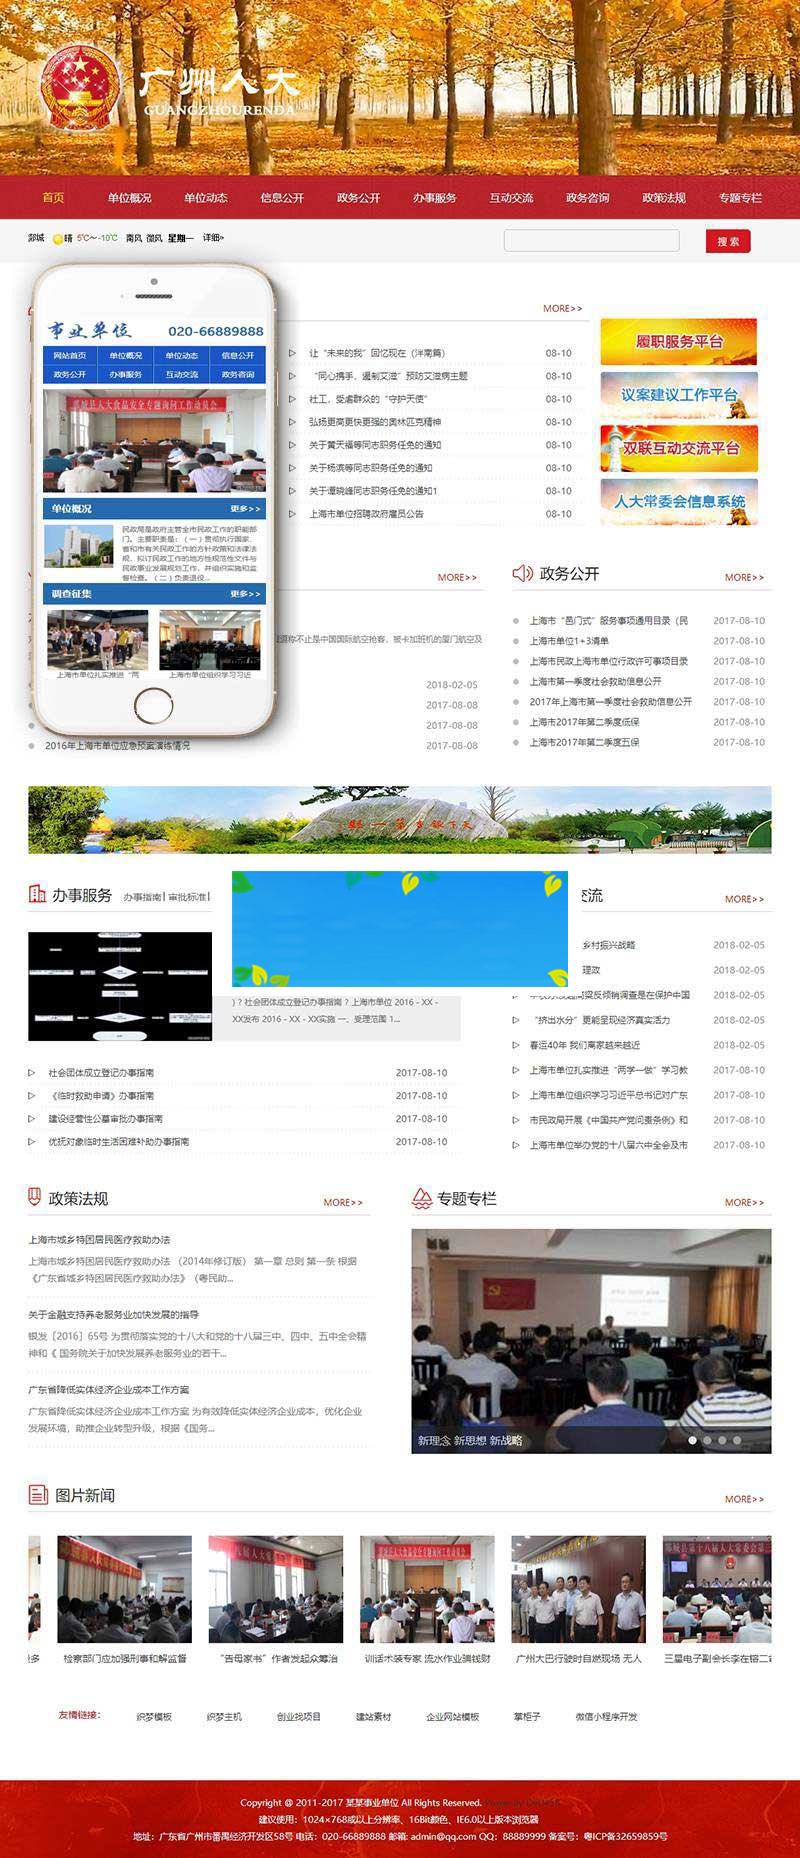 广州人大
GUANGZHOURENDA
首页 单位概况 单位动态 信息公开 政务公开 办事服务 互动交流 政务咨询 政策法规 专题专栏
郯城 晴 5℃～-10℃ 南风 微风 星期一 详细»
搜 索
事业单位 020-66889888
网站首页 单位概况 单位动态 信息公开
政务公开 办事服务 互动交流 政务咨询
郯城县人大食品安全专题询问工作动员会
单位概况 更多>>
民政局是政府主管全市民政工作的职能部
门。主要职责是：（一）贯彻执行国家、
省和市有关民政工作的方针政策和法律法
规，拟订民政工作的地方性规范性文件与
民政事业发展规划工作，并组织实施和监
督检查。（二）负责退役...
调查征集 更多>>
上海市单位扎实推进“两
上海市单位组织学习习近
MORE>>
让“未来的我”回忆现在（洋南篇） 08-10
“同心携手，遏制艾滋”预防艾滋病主题 08-10
社工，受虐群众的“守护天使” 08-10
弘扬更高更快更强的奥林匹克精神 08-10
关于黄天福等同志职务任免的通知 08-10
关于杨滨等同志职务任免的通知 08-10
关于谭晓峰同志职务任免的通知1 08-10
上海市单位招聘政府雇员公告 08-10
履职服务平台
议案建议工作平台
双联互动交流平台
人大常委会信息系统
MORE>>
混称不止是中国国际航空抢客，被卡加班机的厦门航空及
2018-02-05
2017-08-08
2017-08-08
2016年上海市单位应急预案演练情况 2017-08-08
政务公开 MORE>>
上海市“邑门式”服务事项通用目录（民 2017-08-10
上海市单位1+3清单 2017-08-10
上海市民政上海市单位行政许可事项目录 2017-08-10
上海市第一季度社会救助信息公开 2017-08-10
2017年上海市第一季度社会救助信息公开 2017-08-10
上海市2017年第二季度低保 2017-08-10
上海市2017年第二季度五保 2017-08-10
办事服务 办事指南| 审批标准|
)？社会团体成立登记办事指南 ? 上海市单位 2016 - XX -
XX发布 2016 - XX - XX实施 一、受理范围 1...
社会团体成立登记办事指南 2017-08-10
《临时救助申请》办事指南 2017-08-10
建设经营性公墓审批办事指南 2017-08-10
优抚对象临时生活困难补助办事指南 2017-08-10
交流 MORE>>
乡村振兴战略 2018-02-05
理政 2018-02-05
反倾销调查是在保护中国 2018-02-05
“挤出水分”更能呈现经济真实活力 2018-02-05
春运40年 我们离家越来越近 2018-02-05
上海市单位扎实推进“两学一做”学习教 2017-08-10
上海市单位组织学习习近平总书记对广东 2017-08-10
市民政局开展《中国共产党问责条例》和 2017-08-10
上海市单位举办党的十八届六中全会及市 2017-08-10
政策法规 MORE>>
上海市城乡特困居民医疗救助办法
上海市城乡特困居民医疗救助办法 （2014年修订版） 第一章 总则 第一条 根据
《广东省城乡特困居民医疗救助办法》（粤民助...
关于金融支持养老服务业加快发展的指导
银发［2016］65号 为贯彻落实党的十八大和党的十八届三中、四中、五中全会精
神和《 国务院关于加快发展养老服务业的若干...
广东省降低实体经济企业成本工作方案
广东省降低实体经济企业成本工作方案 为有效降低实体经济企业成本，优化企业
发展环境，助推企业转型升级，根据《国务...
专题专栏 MORE>>
新理念 新思想 新战略
图片新闻 MORE>>
检察部门应加强刑事和解监督
“告母家书”作者发起众筹治
训话术装专家 流水作业骗钱财
广州大巴行驶时自燃现场 无人
三星电子副会长李在镕二
友情链接： 织梦模板 织梦主机 创业找项目 建站素材 企业网站模板 掌柜子 微信小程序开发
Copyright @ 2011-2017 某某事业单位 All Rights Reserved.
建议使用：1024×768或以上分辨率、16Bit颜色、IE6.0以上版本浏览器
地址：广东省广州市番禺经济开发区58号 电话：020-66889888 邮箱: admin@qq.com QQ：88889999 备案号：粤ICP备32659859号